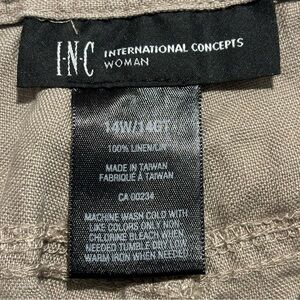 I·N·C INTERNATIONAL CONCEPTS
WOMAN
14W/14GT
100% LINEN/LIN
MADE IN TAIWAN
FABRIQUÉ À TAIWAN
CA 00234
MACHINE WASH COLD WITH
LIKE COLORS ONLY NON
CHLORINE BLEACH WHEN
NEEDED TUMBLE DRY LOW
WARM IRON WHEN NEEDED